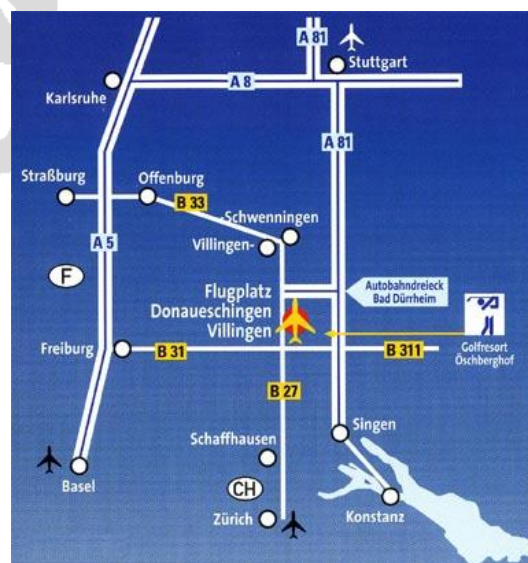 A 81
Stuttgart
A 8
Karlsruhe
A 81
Straßburg
Offenburg
B 33
-Schwenningen
Villingen-
A 5
F
Flugplatz
Donaueschingen
Villingen
Autobahndreieck
Bad Dürrheim
Golfresort
Öschberghof
Freiburg
B 31
B 311
B 27
Singen
Schaffhausen
Basel
CH
Zürich
Konstanz